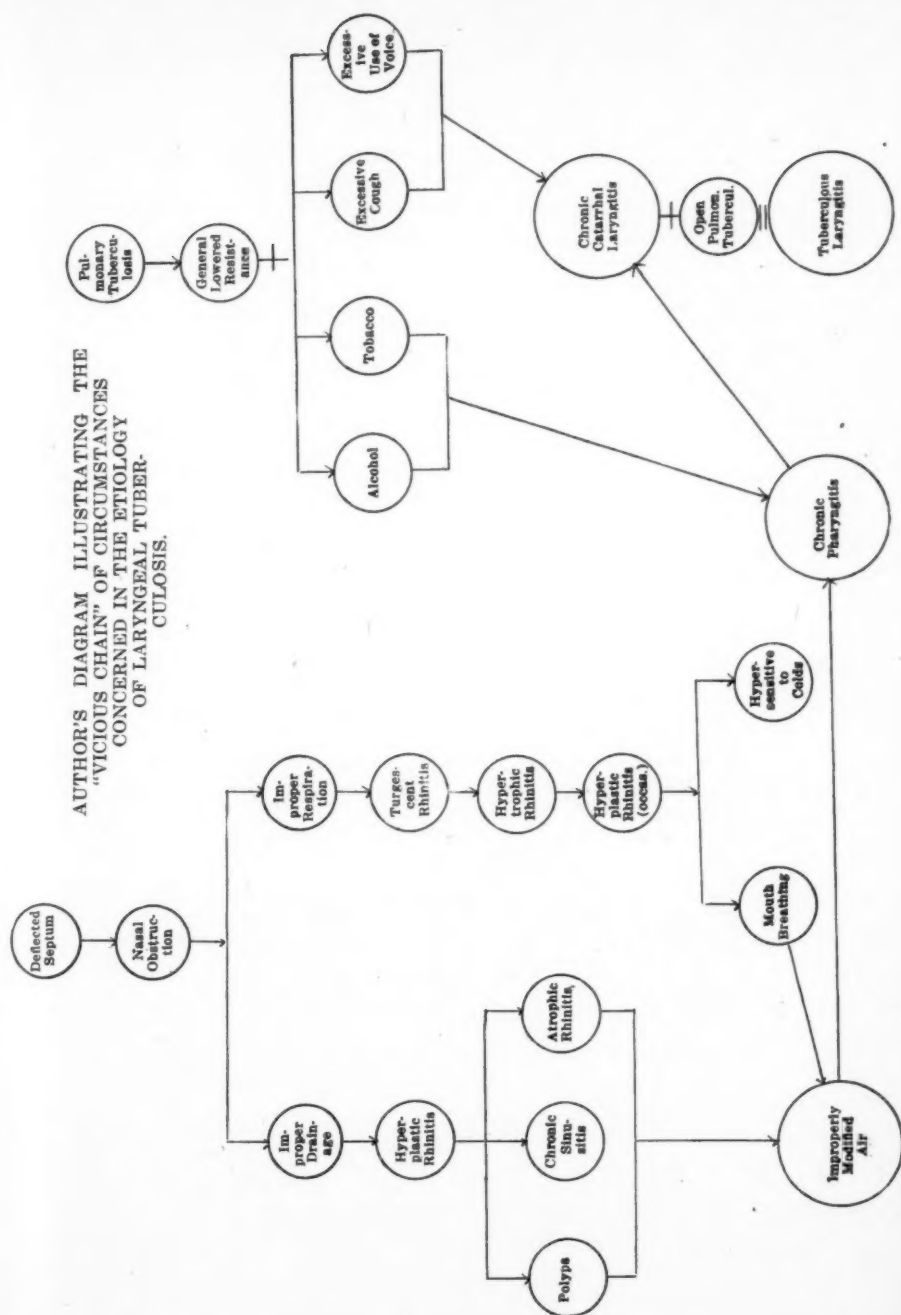 AUTHOR'S DIAGRAM ILLUSTRATING THE
"VICIOUS CHAIN" OF CIRCUMSTANCES
CONCERNED IN THE ETIOLOGY
OF LARYNGEAL TUBER-
CULOSIS.
Deflected
Septum
Nasal
Obstruc-
tion
Im-
proper
Drain-
age
Hyper-
plastic
Rhinitis
Polyps
Chronic
Sinu-
sitis
Atrophic
Rhinitis
Im-
proper
Respira-
tion
Turges-
cent
Rhinitis
Hyper-
trophic
Rhinitis
Hyper-
plastic
Rhinitis
(occas.)
Mouth
Breathing
Hyper-
sensitive
to
Colds
Improperly
Modified
Air
Pul-
monary
Tubercu-
losis
General
Lowered
Resist-
ance
+
Alcohol
Tobacco
Excessive
Cough
Excess-
ive
Use of
Voice
Chronic
Pharyngitis
Chronic
Catarrhal
Laryngitis
+
Open
Pulmon.
Tubercul.
=
Tuberculous
Laryngitis